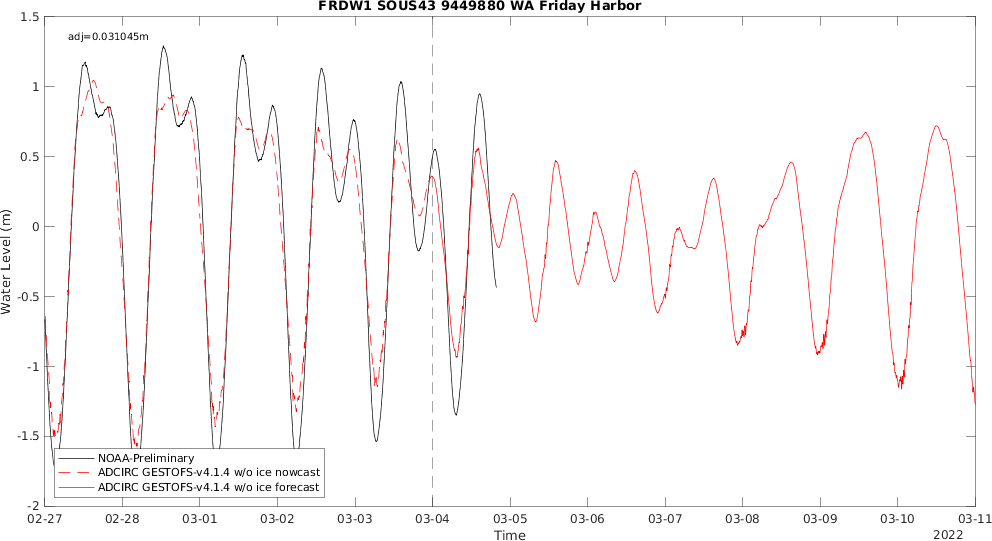 FRDW1 SOUS43 9449880 WA Friday Harbor
adj=0.031045m
1.5
1
0.5
0
-0.5
-1
-1.5
-2
Water Level (m)
NOAA-Preliminary
ADCIRC GESTOFS-v4.1.4 w/o ice nowcast
ADCIRC GESTOFS-v4.1.4 w/o ice forecast
02-27 02-28 03-01 03-02 03-03 03-04 03-05 03-06 03-07 03-08 03-09 03-10 03-11
Time
2022